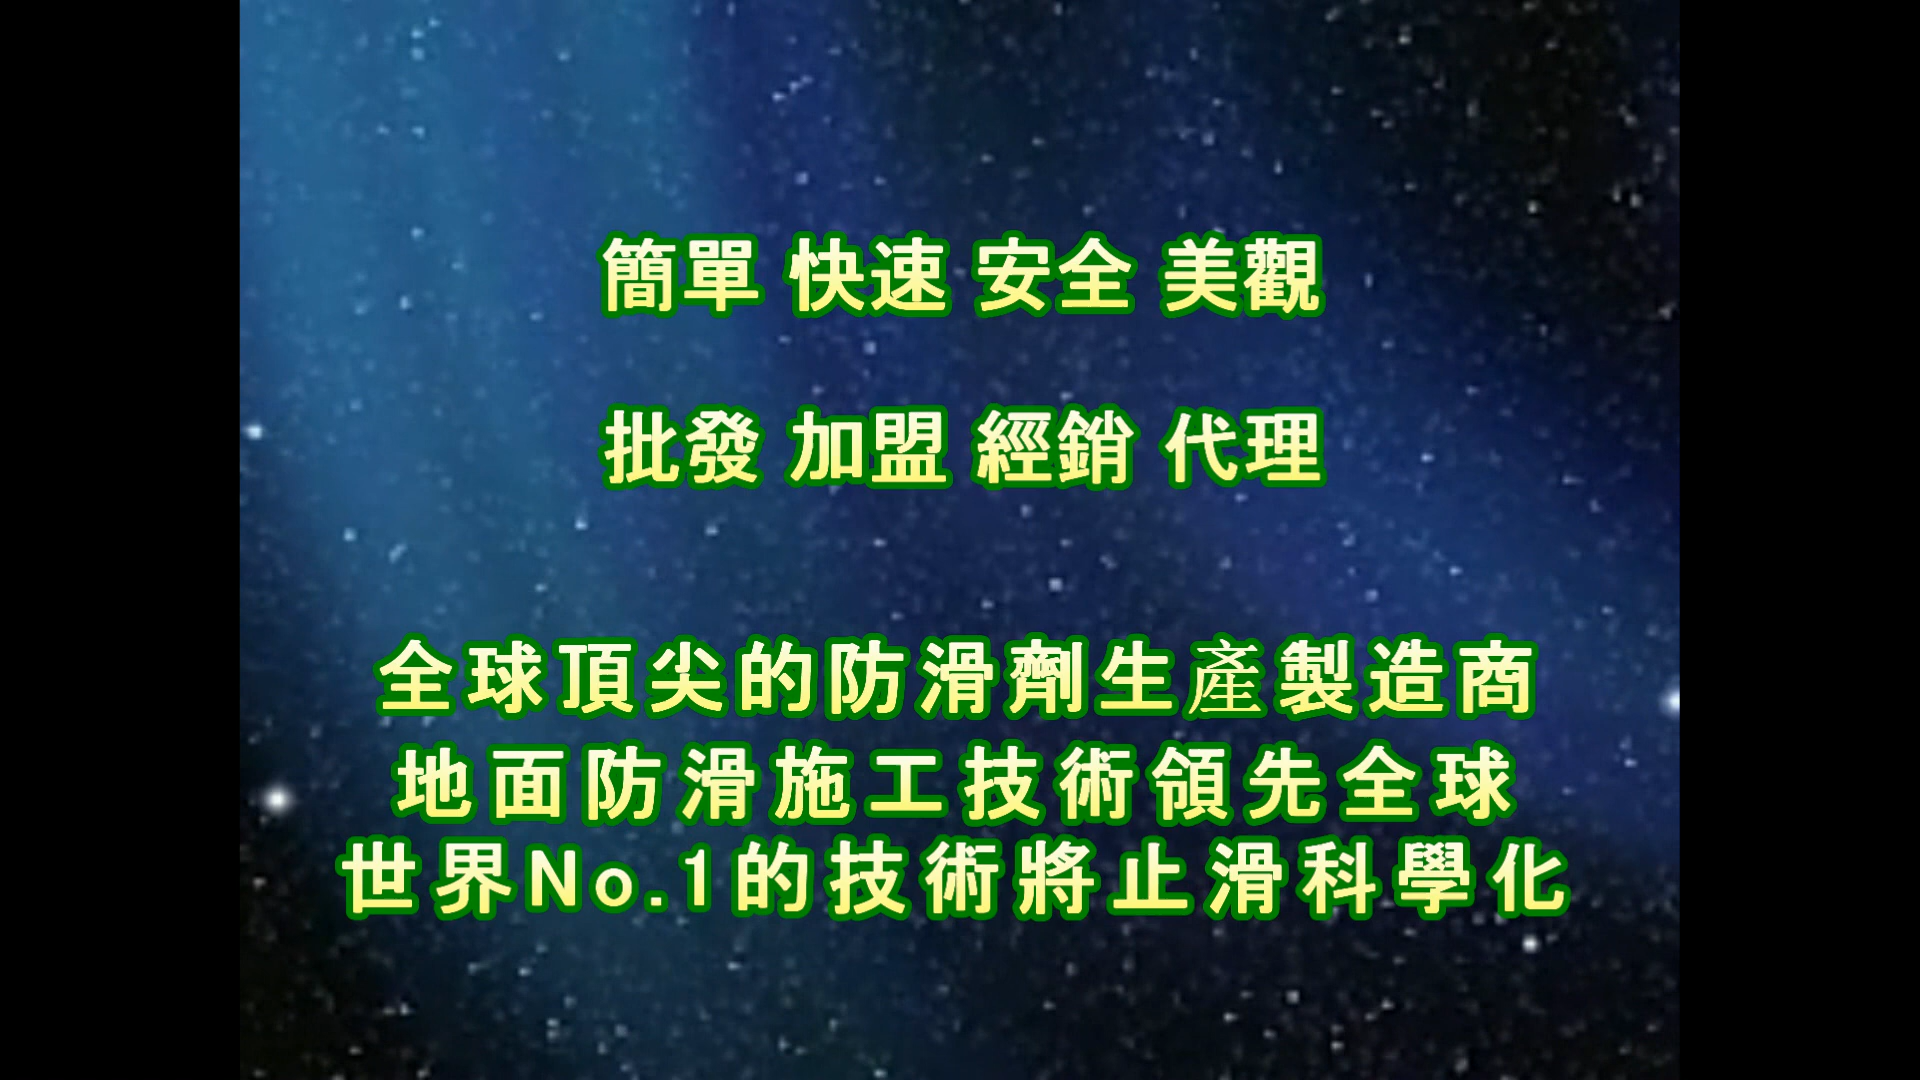 簡單 快速 安全 美觀
批發 加盟 經銷 代理
全球頂尖的防滑劑生產製造商
地面防滑施工技術領先全球
世界No.1的技術將止滑科學化